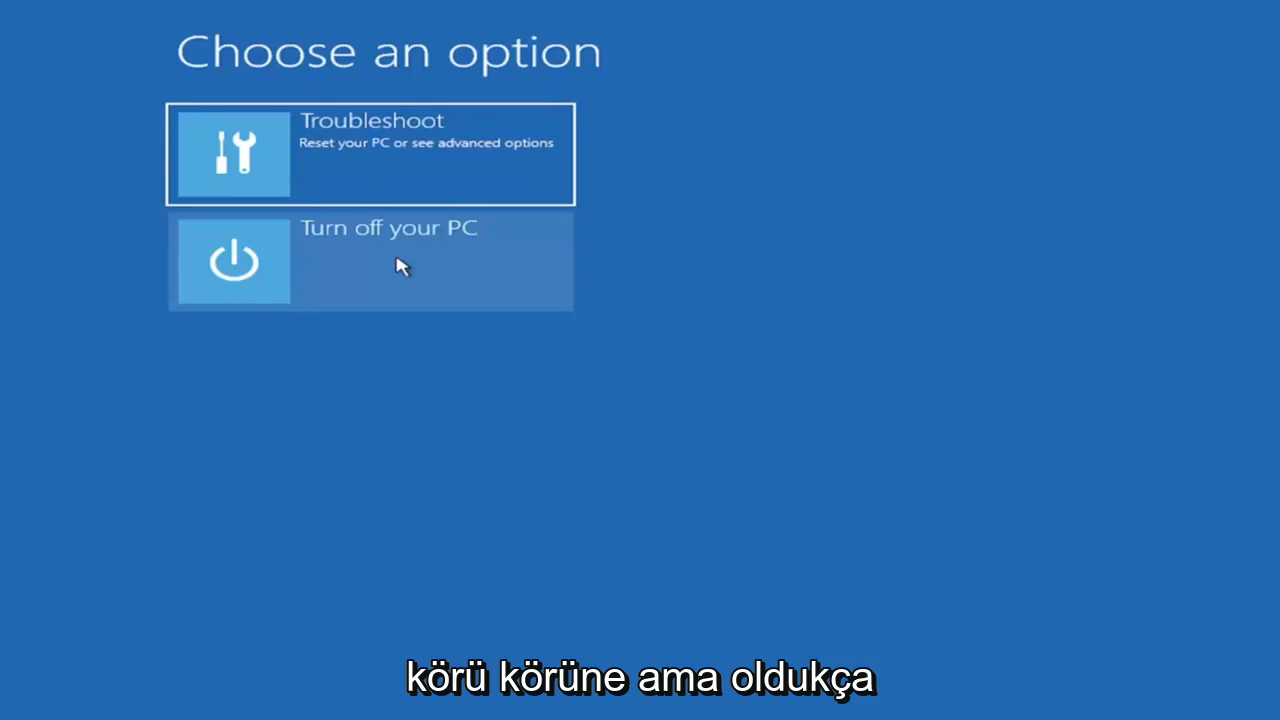 Choose an option
Troubleshoot
Reset your PC or see advanced options
Turn off your PC
körü körüne ama oldukça